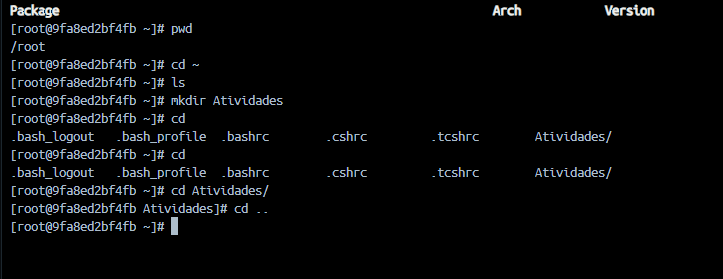 Package Arch Version
[root@9fa8ed2bf4fb ~]# pwd
/root
[root@9fa8ed2bf4fb ~]# cd ~
[root@9fa8ed2bf4fb ~]# ls
[root@9fa8ed2bf4fb ~]# mkdir Atividades
[root@9fa8ed2bf4fb ~]# cd
.bash_logout .bash_profile .bashrc .cshrc .tcshrc Atividades/
[root@9fa8ed2bf4fb ~]# cd
.bash_logout .bash_profile .bashrc .cshrc .tcshrc Atividades/
[root@9fa8ed2bf4fb ~]# cd Atividades/
[root@9fa8ed2bf4fb Atividades]# cd ..
[root@9fa8ed2bf4fb ~]#